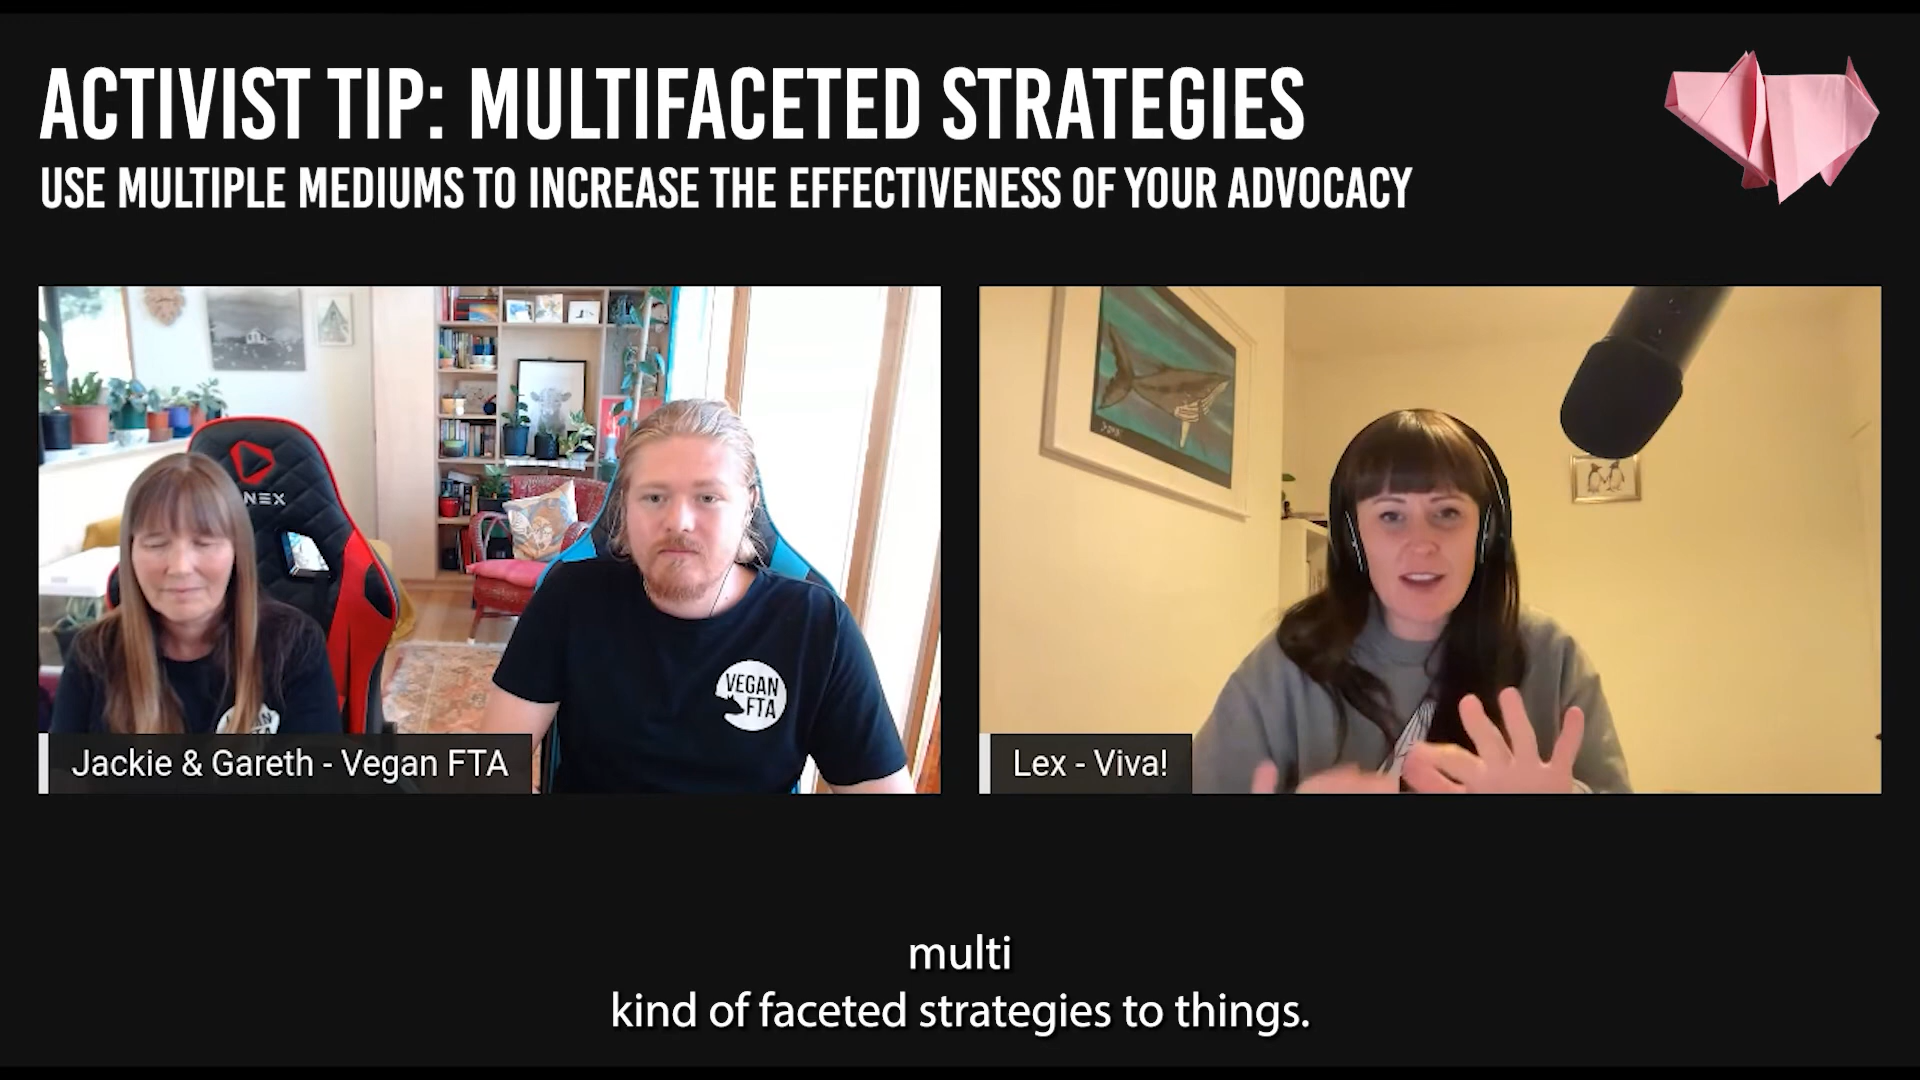 ACTIVIST TIP: MULTIFACETED STRATEGIES
USE MULTIPLE MEDIUMS TO INCREASE THE EFFECTIVENESS OF YOUR ADVOCACY
NEX
VEGAN
FTA
Jackie & Gareth - Vegan FTA
Lex - Viva!
multi
kind of faceted strategies to things.